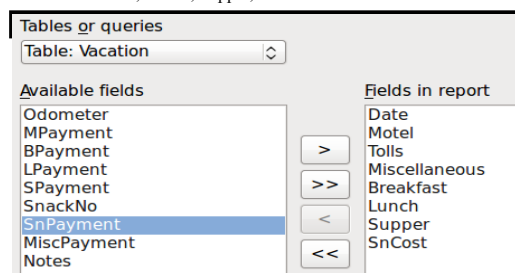 Tables or queries
Table: Vacation
Available fields
Odometer
MPayment
BPayment
LPayment
SPayment
SnackNo
SnPayment
MiscPayment
Notes
>
>>
<
<<
Fields in report
Date
Motel
Tolls
Miscellaneous
Breakfast
Lunch
Supper
SnCost